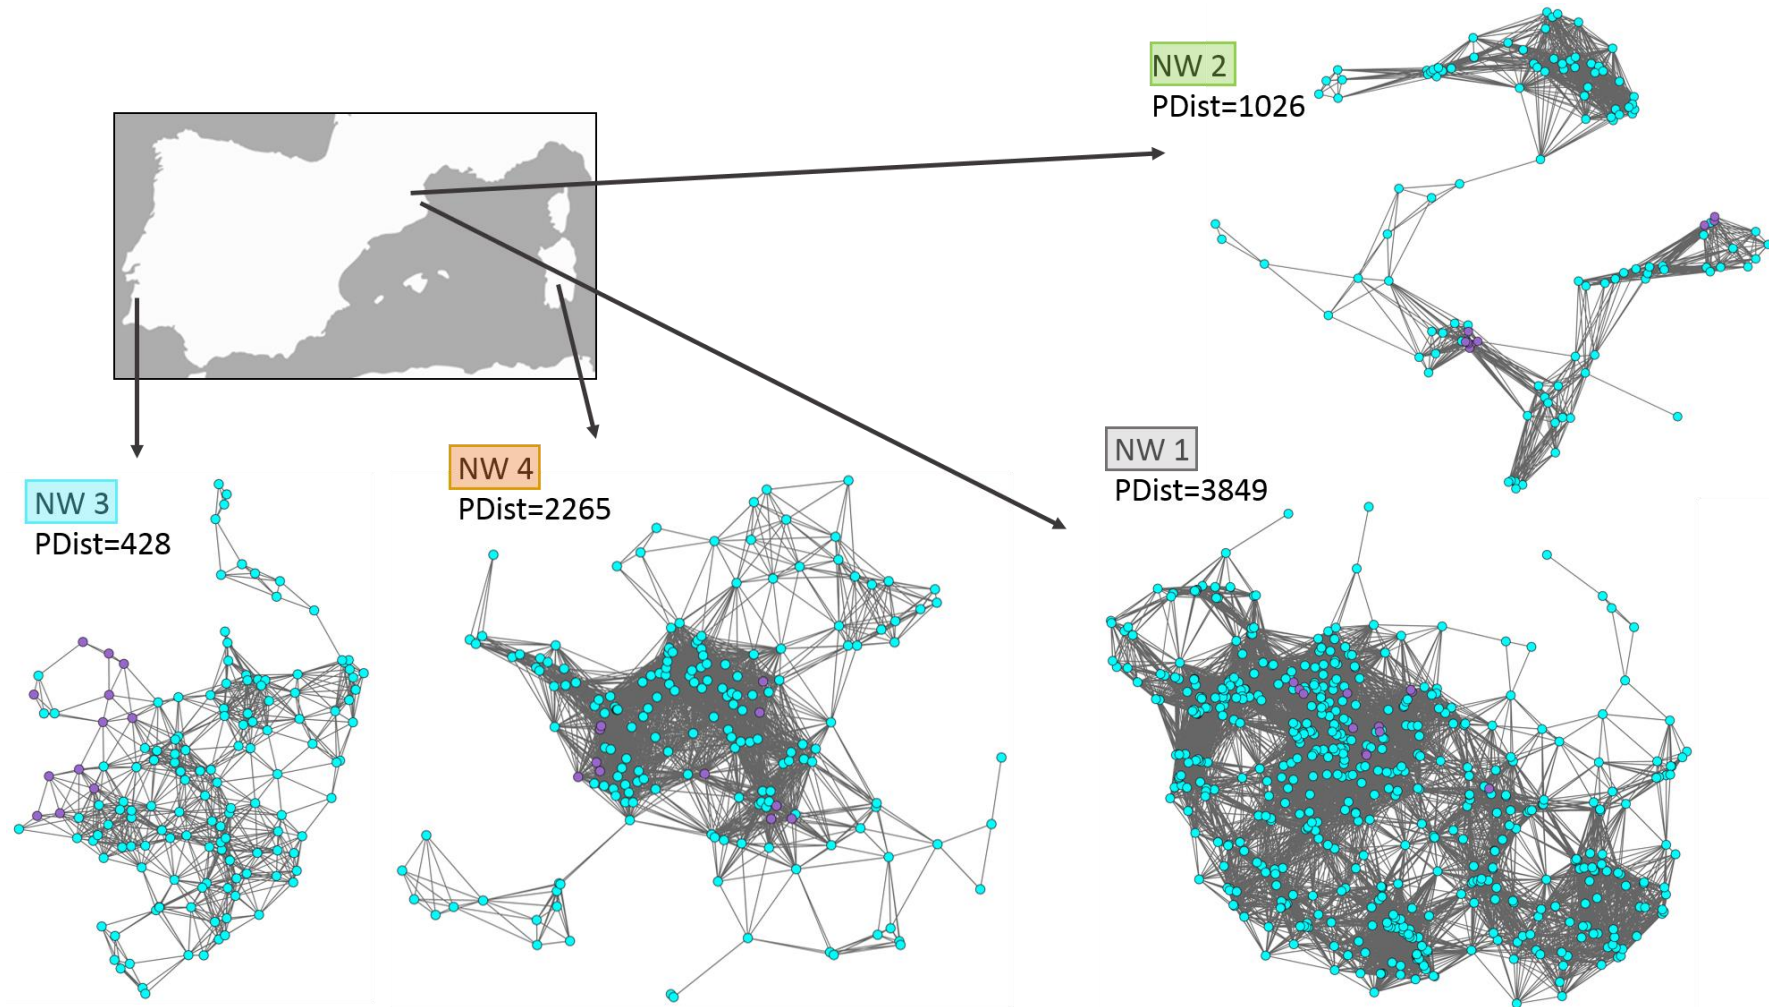 NW 2
PDist=1026
NW 4
PDist=2265
NW 1
PDist=3849
NW 3
PDist=428